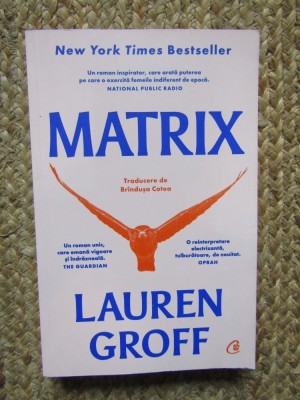 New York Times Bestseller
Un roman inspirator, care arată puterea
pe care o exercită femeile indiferent de epocă.
NATIONAL PUBLIC RADIO
MATRIX
Traducere de
Brîndușa Catea
Un roman unic,
care emană vigoare
și îndrăzneală.
THE GUARDIAN
O reinterpretare
electrizantă,
tulburătoare, de neuitat.
OPRAH
LAUREN
GROFF